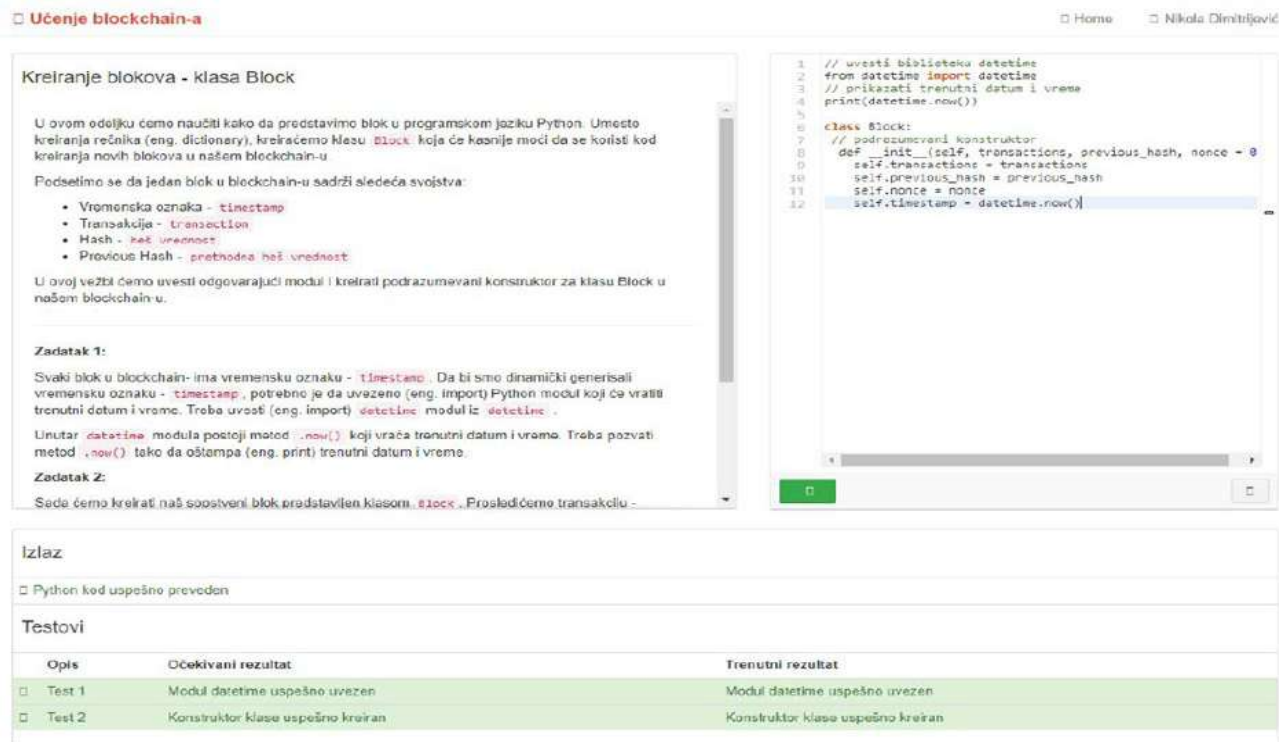 Učenje blockchain-a
Home
Nikola Dimitrijević
Kreiranje blokova - klasa Block
U ovom odeljku ćemo naučiti kako da predstavimo blok u programskom jeziku Python. Umesto
kreiranja rečnika (eng. dictionary), kreiraćemo klasu Block koja će kasnije moći da se koristi kod
kreiranja novih blokova u našem blockchain-u.
Podsetimo se da jedan blok u blockchain-u sadrži sledeća svojstva:
• Vremenska oznaka - timestamp
• Transakcija - transaction
• Hash - heš vrednost
• Previous Hash - prethodna heš vrednost
U ovoj vežbi ćemo uvesti odgovarajući modul i kreirati podrazumevani konstruktor za klasu Block u
našem blockchain-u.
Zadatak 1:
Svaki blok u blockchain- ima vremensku oznaku - timestamp . Da bi smo dinamički generisali
vremensku oznaku - timestamp , potrebno je da uvezeno (eng. import) Python modul koji će vratiti
trenutni datum i vreme. Treba uvesti (eng. import) datetime modul iz datetime .
Unutar datetime modula postoji metod .now() koji vraća trenutni datum i vreme. Treba pozvati
metod .now() tako da oštampa (eng. print) trenutni datum i vreme.
Zadatak 2:
Sada ćemo kreirati naš sopstveni blok predstavljen klasom Block . Prosledićemo transakciju -
1 // uvesti biblioteku datetime
2 from datetime import datetime
3 // prikazati trenutni datum i vreme
4 print(datetime.now())
5
6 class Block:
7 // podrazumevani konstruktor
8 def __init__(self, transactions, previous_hash, nonce = 0
9 self.transactions = transactions
10 self.previous_hash = previous_hash
11 self.nonce = nonce
12 self.timestamp = datetime.now()
Izlaz
Python kod uspešno preveden
Testovi
Opis Očekivani rezultat Trenutni rezultat
Test 1 Modul datetime uspešno uvezen Modul datetime uspešno uvezen
Test 2 Konstruktor klase uspešno kreiran Konstruktor klase uspešno kreiran